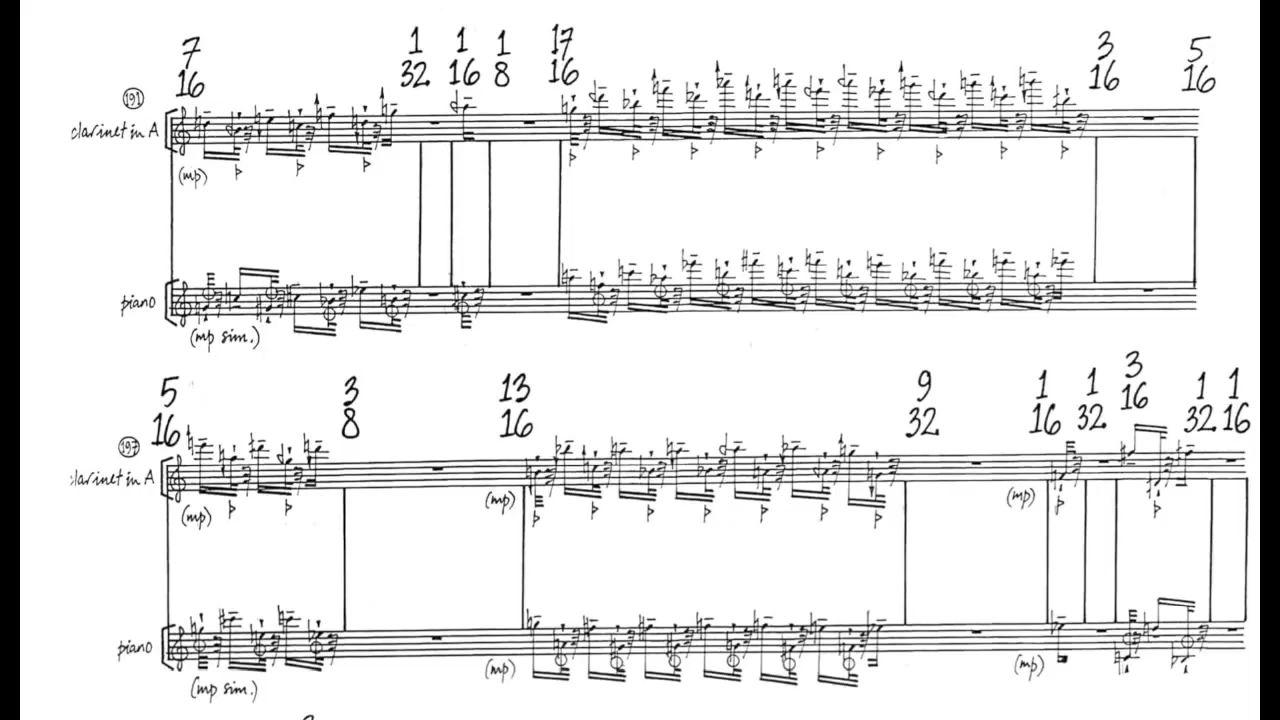 7 1 1 1 17 3 5
16 32 16 8 16 16 16
191
clarinet in A
(mp)
piano
(mp sim.)
5 3 13 9 1 1 3 1 1
16 8 16 32 16 32 16 32 16
197
clarinet in A
(mp) (mp) (mp)
piano
(mp) (mp)
(mp sim.)